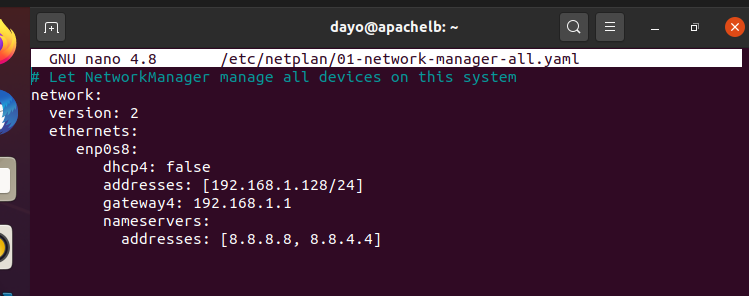 dayo@apachelb: ~
GNU nano 4.8 /etc/netplan/01-network-manager-all.yaml
# Let NetworkManager manage all devices on this system
network:
  version: 2
  ethernets:
     enp0s8:
        dhcp4: false
        addresses: [192.168.1.128/24]
        gateway4: 192.168.1.1
        nameservers:
          addresses: [8.8.8.8, 8.8.4.4]